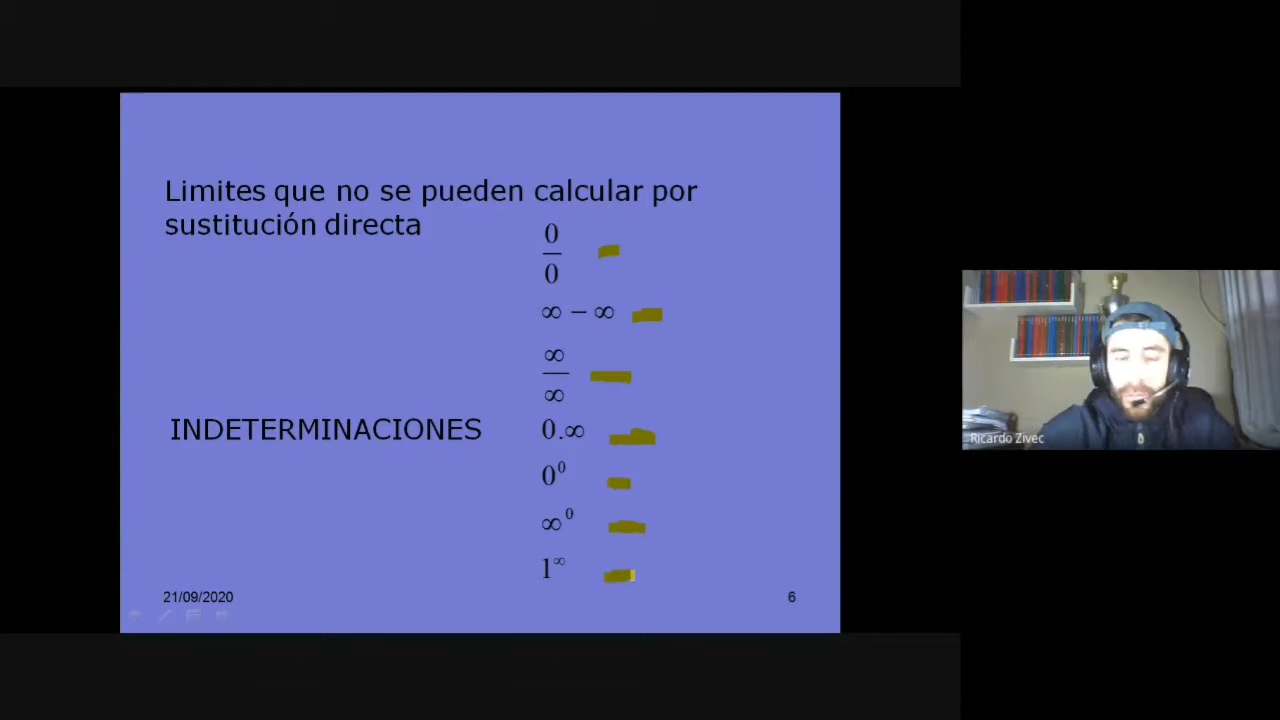 Limites que no se pueden calcular por
sustitución directa
0
0
∞ − ∞
∞
∞
INDETERMINACIONES
0.∞
0⁰
∞⁰
1^∞
21/09/2020
6
Ricardo Zivec